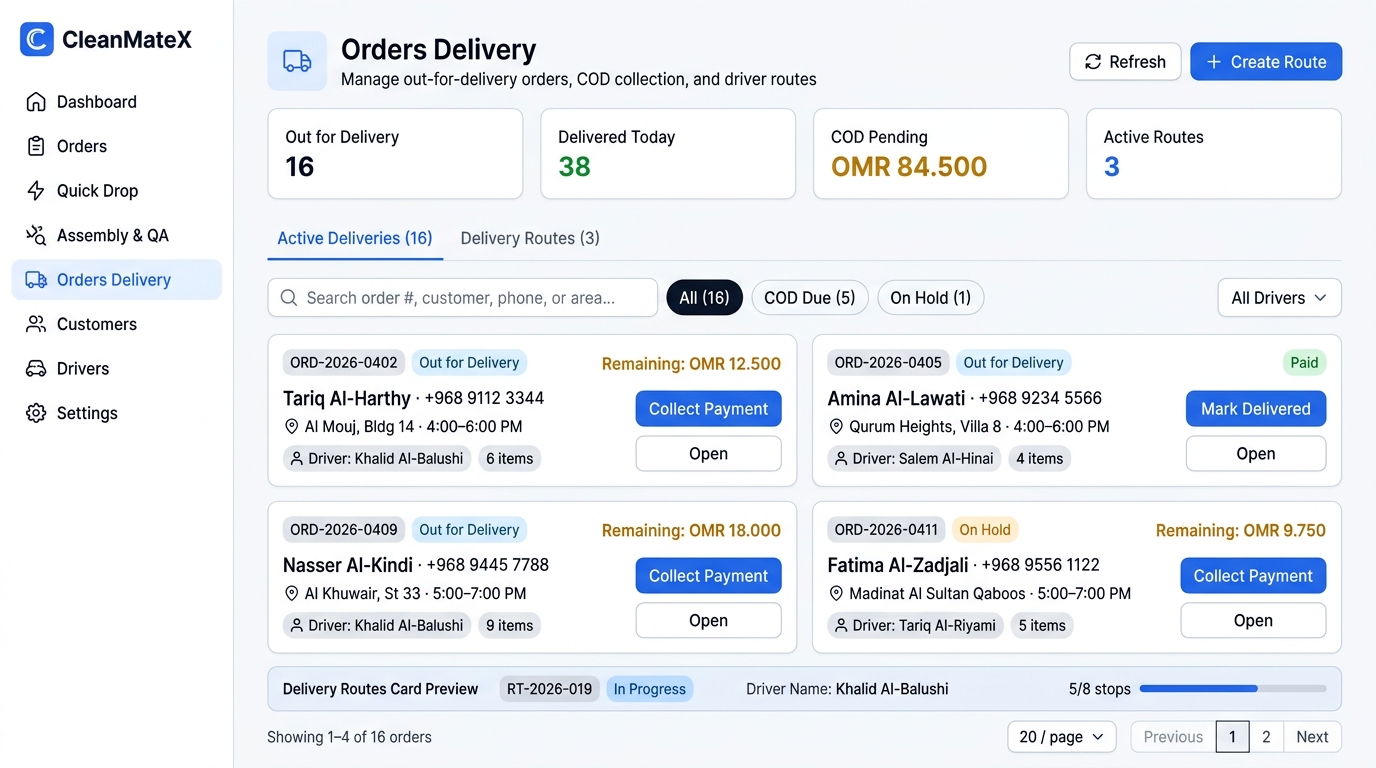 CleanMateX
Dashboard
Orders
Quick Drop
Assembly & QA
Orders Delivery
Customers
Drivers
Settings
Orders Delivery
Manage out-for-delivery orders, COD collection, and driver routes
Refresh
+ Create Route
Out for Delivery
16
Delivered Today
38
COD Pending
OMR 84.500
Active Routes
3
Active Deliveries (16)
Delivery Routes (3)
Search order #, customer, phone, or area...
All (16)
COD Due (5)
On Hold (1)
All Drivers
ORD-2026-0402 Out for Delivery Remaining: OMR 12.500
Tariq Al-Harthy · +968 9112 3344
Collect Payment
Al Mouj, Bldg 14 · 4:00–6:00 PM
Driver: Khalid Al-Balushi 6 items
Open
ORD-2026-0405 Out for Delivery Paid
Amina Al-Lawati · +968 9234 5566
Mark Delivered
Qurum Heights, Villa 8 · 4:00–6:00 PM
Driver: Salem Al-Hinai 4 items
Open
ORD-2026-0409 Out for Delivery Remaining: OMR 18.000
Nasser Al-Kindi · +968 9445 7788
Collect Payment
Al Khuwair, St 33 · 5:00–7:00 PM
Driver: Khalid Al-Balushi 9 items
Open
ORD-2026-0411 On Hold Remaining: OMR 9.750
Fatima Al-Zadjali · +968 9556 1122
Collect Payment
Madinat Al Sultan Qaboos · 5:00–7:00 PM
Driver: Tariq Al-Riyami 5 items
Open
Delivery Routes Card Preview RT-2026-019 In Progress Driver Name: Khalid Al-Balushi 5/8 stops
Showing 1–4 of 16 orders
20 / page
Previous 1 2 Next